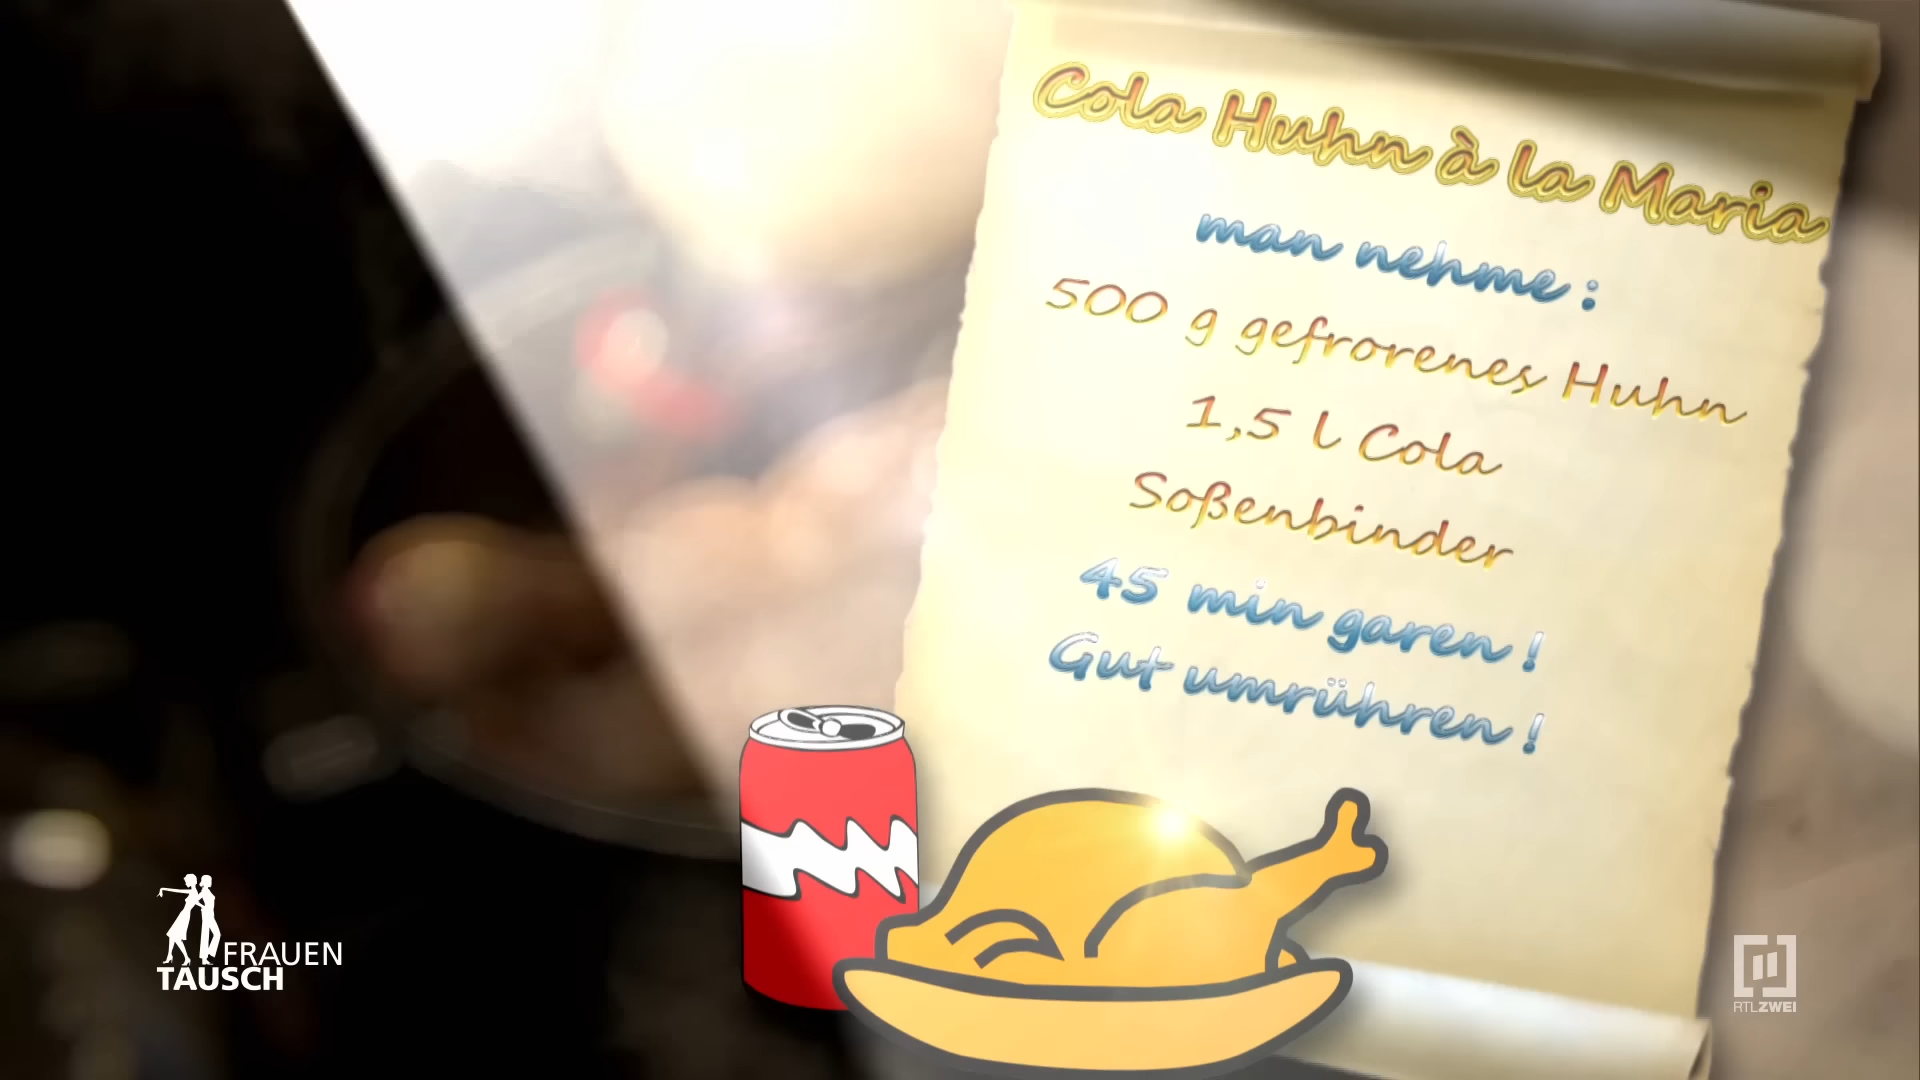 Cola Huhn à la Maria
man nehme :
500 g gefrorenes Huhn
1,5 l Cola
Soßenbinder
45 min garen !
Gut umrühren !
FRAUEN
TAUSCH
RTLZWEI